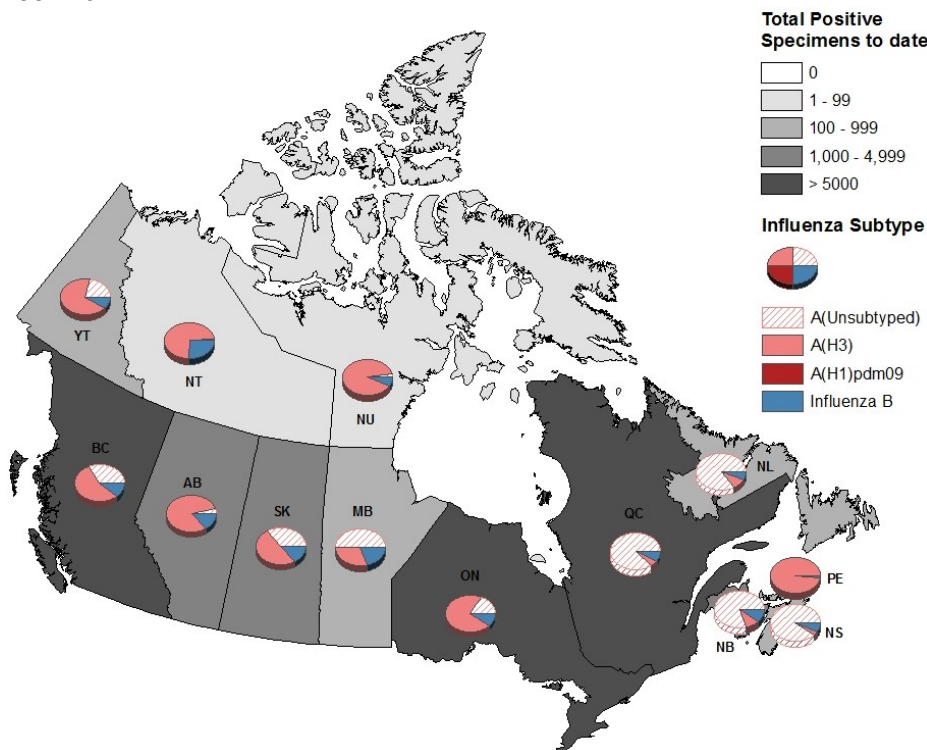 Total Positive
Specimens to date
0
1 - 99
100 - 999
1,000 - 4,999
> 5000
Influenza Subtype
A(Unsubtyped)
A(H3)
A(H1)pdm09
Influenza B
YT
NT
NU
BC
AB
SK
MB
ON
QC
NL
PE
NB
NS